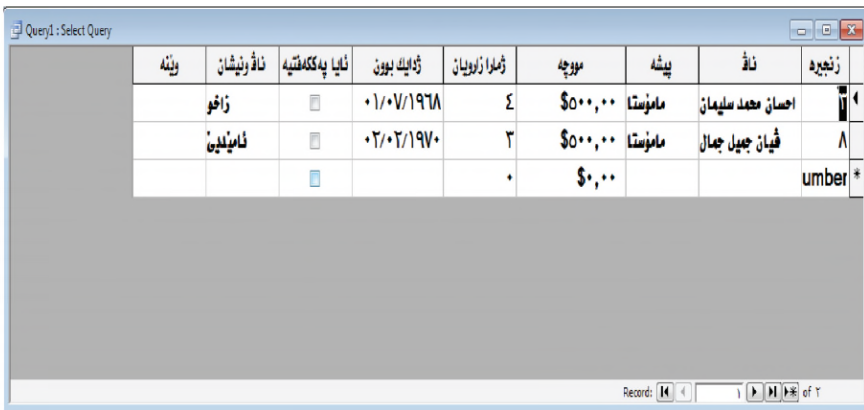 Query1 : Select Query
زنجیره ناڤ پیشه مووچه ژمارا زارویان ژدایك بوون ئایا پەککەفتیە ناڤ ونیشان وێنه
احسان محمد سلیمان مامۆستا $٥٠٠,٠٠ ٤ ٠١/٠٧/١٩٦٨ زاخو
٨ ڤیان جمیل جمال مامۆستا $٥٠٠,٠٠ ٣ ٠٢/٠٢/١٩٧٠ ئامێدیێ
umber $٠,٠٠ ٠
Record: ١ of ٢